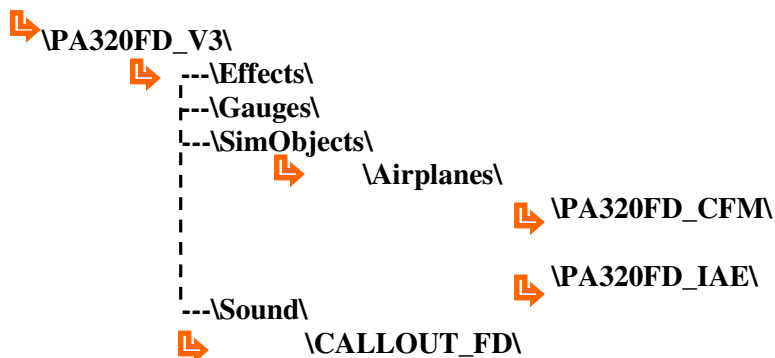 \PA320FD_V3\
---\Effects\
---\Gauges\
---\SimObjects\
\Airplanes\
\PA320FD_CFM\
\PA320FD_IAE\
---\Sound\
\CALLOUT_FD\